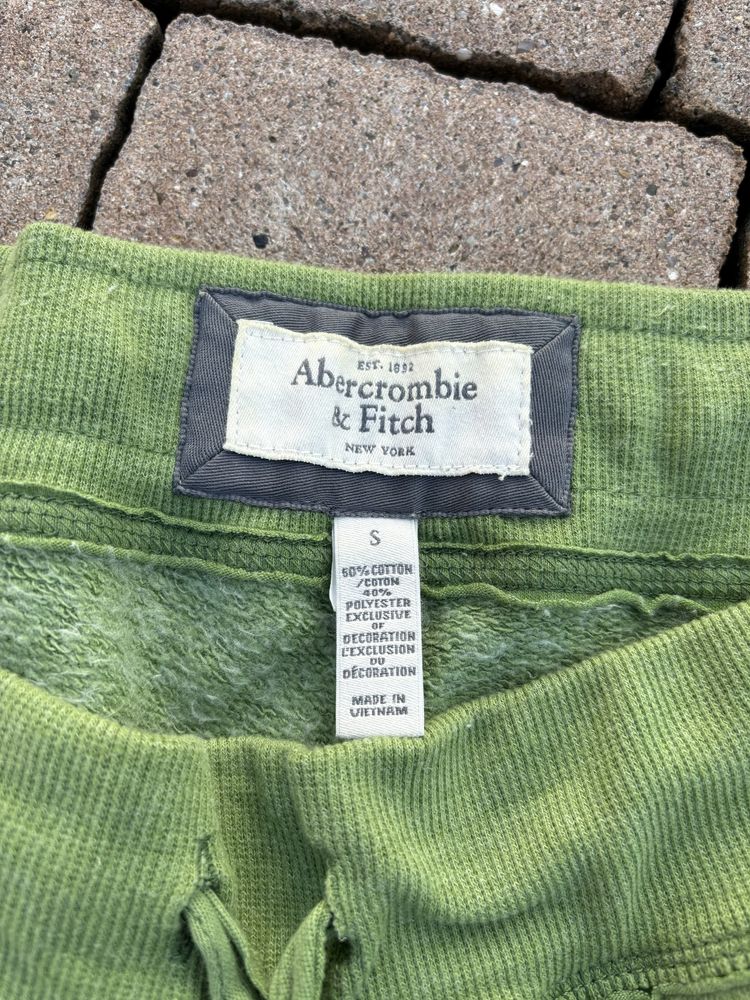 EST. 1892
Abercrombie
& Fitch
NEW YORK
S
60% COTTON
/COTON
40%
POLYESTER
EXCLUSIVE
OF
DECORATION
L'EXCLUSION
DU
DÉCORATION
MADE IN
VIETNAM